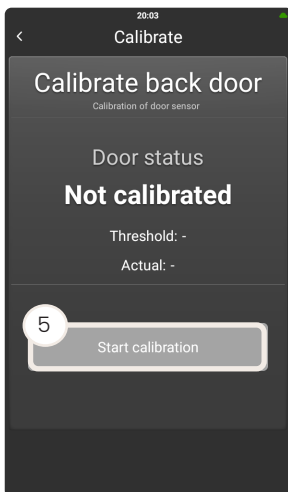 20:03
Calibrate
Calibrate back door
Calibration of door sensor
Door status
Not calibrated
Threshold: -
Actual: -
5
Start calibration